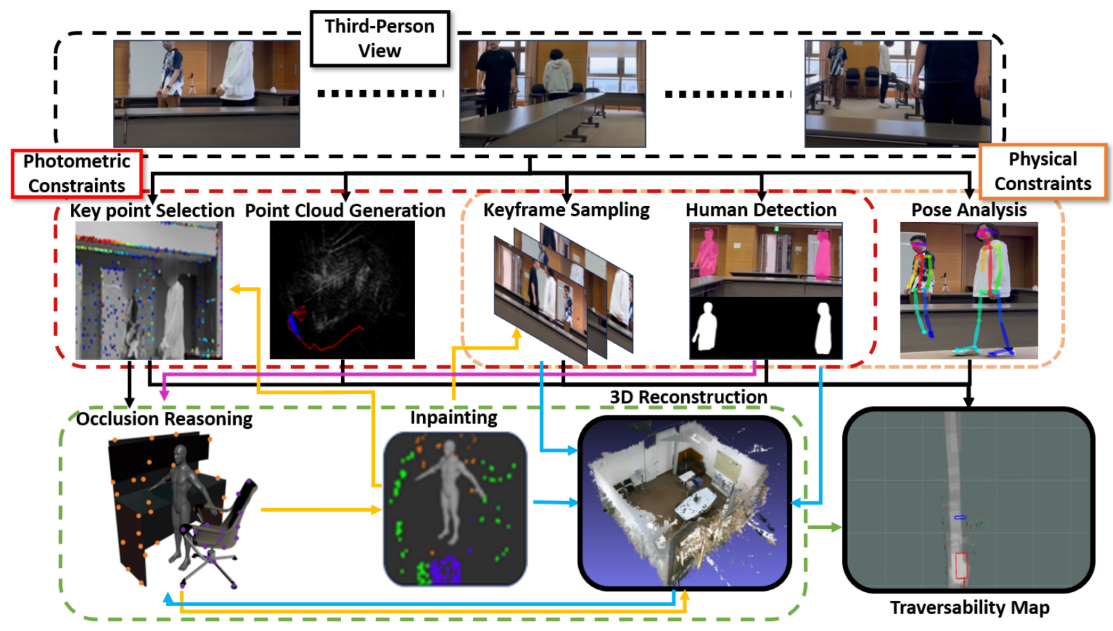 Third-Person
View
Photometric
Constraints
Physical
Constraints
Key point Selection
Point Cloud Generation
Keyframe Sampling
Human Detection
Pose Analysis
Occlusion Reasoning
Inpainting
3D Reconstruction
Traversability Map